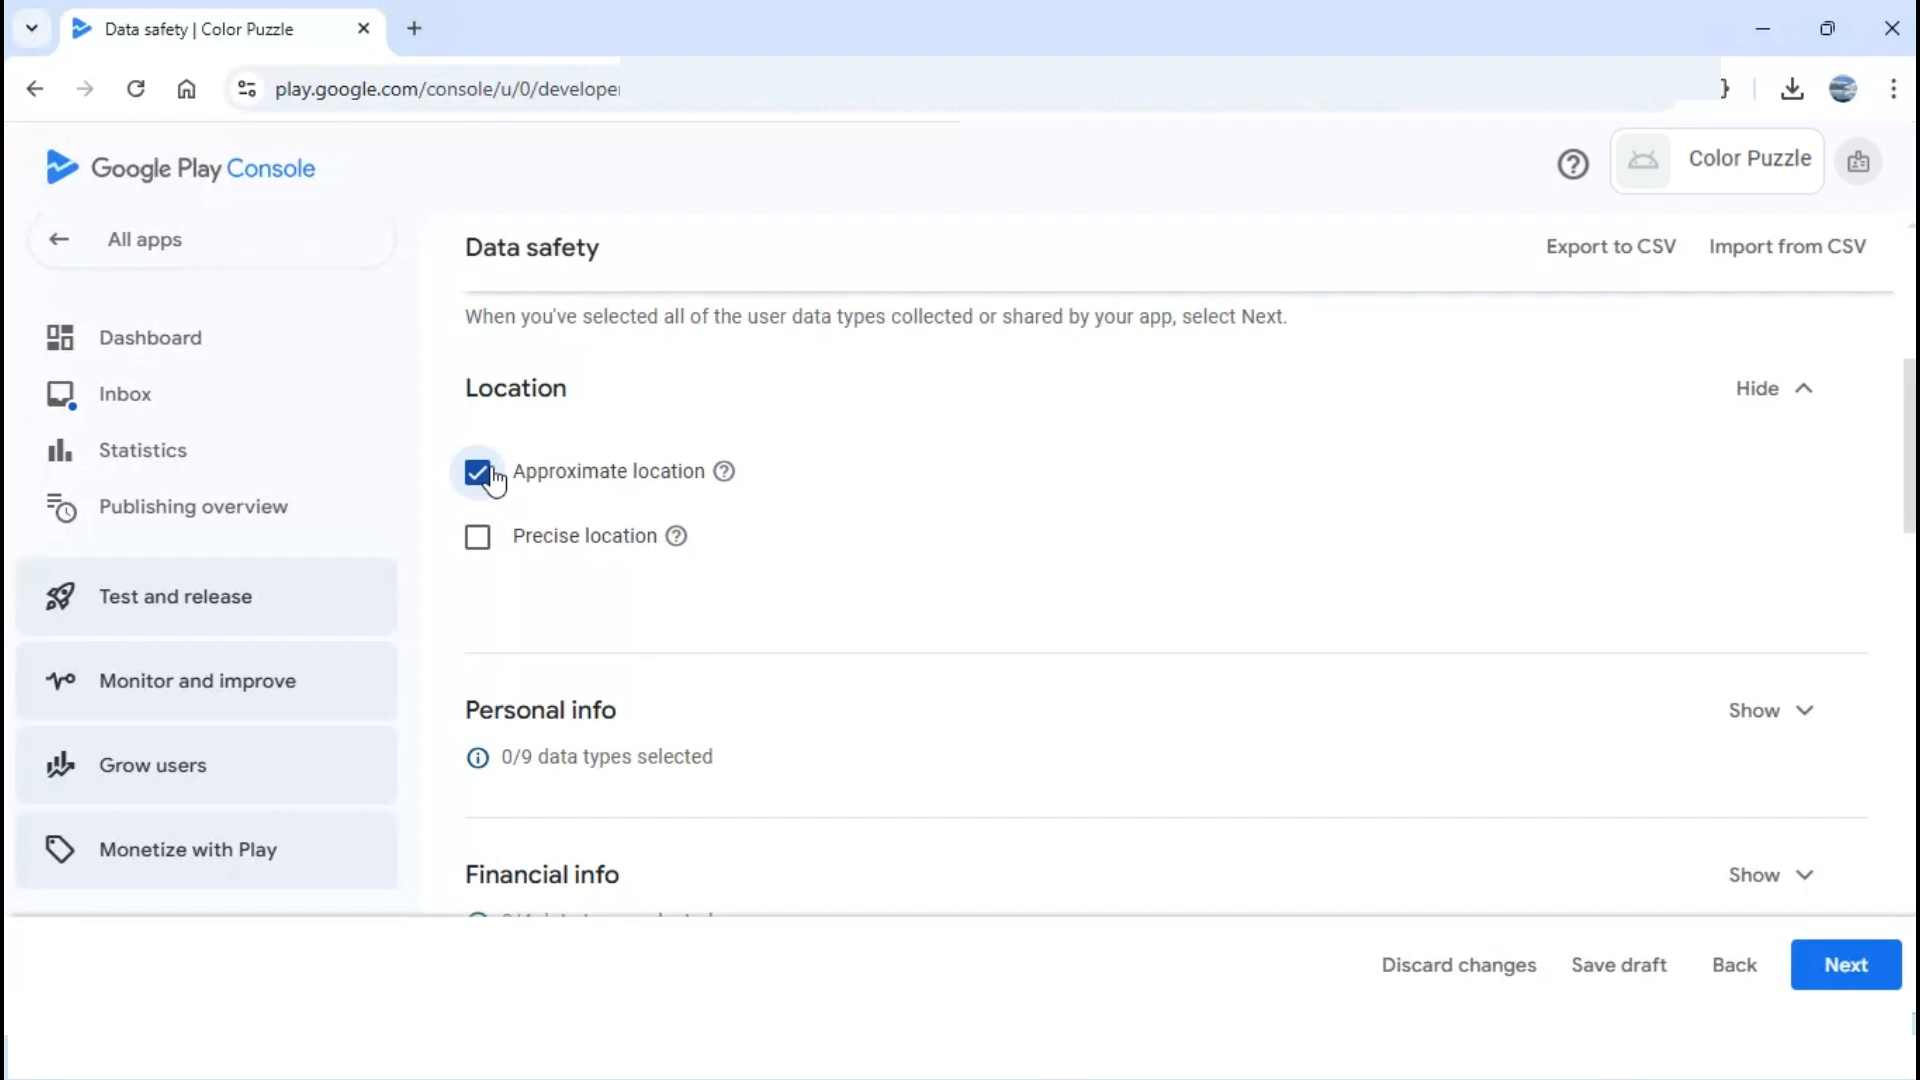 Data safety | Color Puzzle
play.google.com/console/u/0/developer
Google Play Console
Color Puzzle
All apps
Data safety
Export to CSV
Import from CSV
When you've selected all of the user data types collected or shared by your app, select Next.
Dashboard
Inbox
Statistics
Publishing overview
Test and release
Monitor and improve
Grow users
Monetize with Play
Location
Hide
Approximate location
Precise location
Personal info
Show
0/9 data types selected
Financial info
Show
Discard changes
Save draft
Back
Next